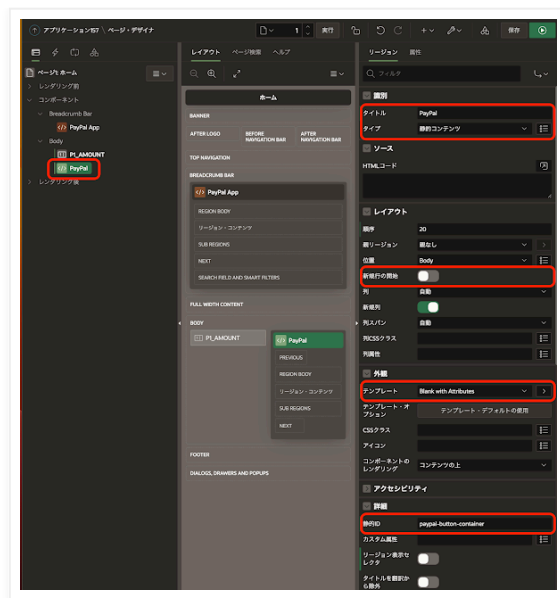 アプリケーション157 \ ページ・デザイナ
1
実行
保存
ページ1: ホーム
レンダリング前
コンポーネント
Breadcrumb Bar
PayPal App
Body
P1_AMOUNT
PayPal
レンダリング後
レイアウト ページ検索 ヘルプ
ホーム
BANNER
AFTER LOGO
BEFORE NAVIGATION BAR
AFTER NAVIGATION BAR
TOP NAVIGATION
BREADCRUMB BAR
PayPal App
REGION BODY
リージョン・コンテンツ
SUB REGIONS
NEXT
SEARCH FIELD AND SMART FILTERS
FULL WIDTH CONTENT
BODY
P1_AMOUNT
PayPal
PREVIOUS
REGION BODY
リージョン・コンテンツ
SUB REGIONS
NEXT
FOOTER
DIALOGS, DRAWERS AND POPUPS
リージョン 属性
フィルタ
識別
タイトル PayPal
タイプ 静的コンテンツ
ソース
HTMLコード
レイアウト
順序 20
親リージョン 親なし
位置 Body
新規行の開始
列 自動
新規列
列スパン 自動
列CSSクラス
列属性
外観
テンプレート Blank with Attributes
テンプレート・オプション テンプレート・デフォルトの使用
CSSクラス
アイコン
コンポーネントのレンダリング コンテンツの上
アクセシビリティ
詳細
静的ID paypal-button-container
カスタム属性
リージョン表示セレクタ
タイトルを翻訳から除外